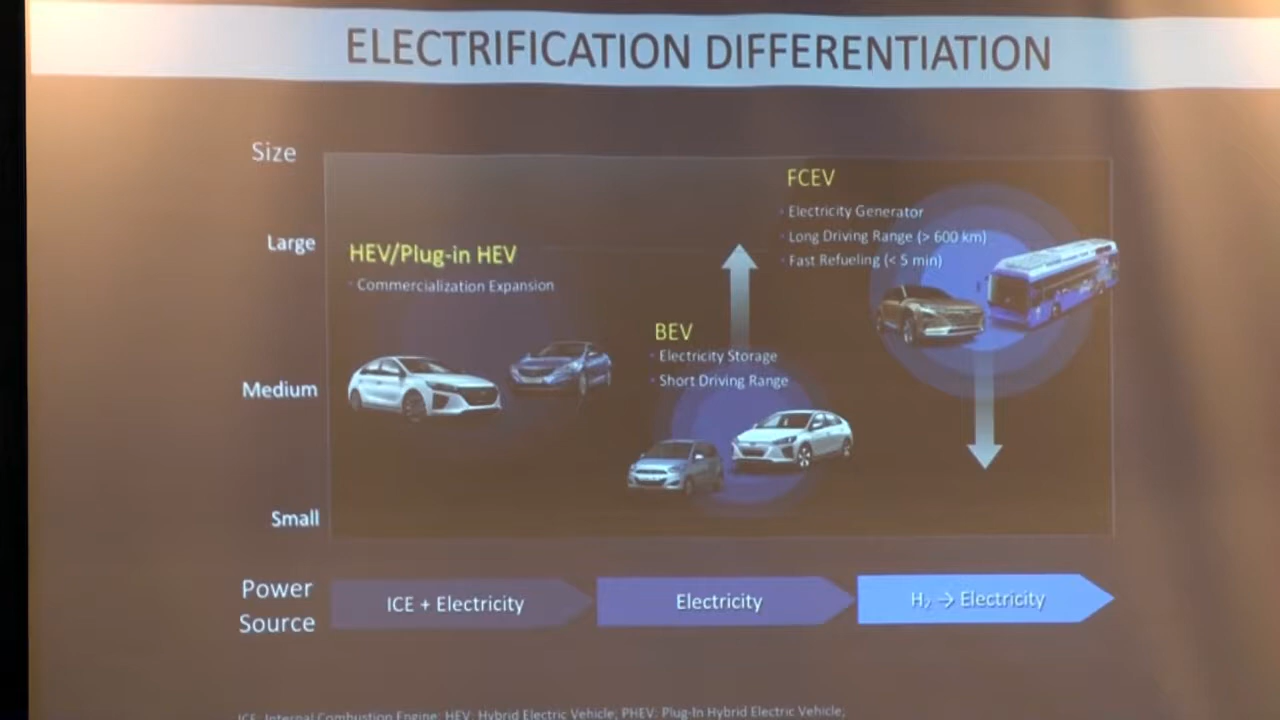 ELECTRIFICATION DIFFERENTIATION
Size
Large
Medium
Small
HEV/Plug-in HEV
· Commercialization Expansion
BEV
· Electricity Storage
· Short Driving Range
FCEV
· Electricity Generator
· Long Driving Range (> 600 km)
· Fast Refueling (< 5 min)
Power
Source
ICE + Electricity
Electricity
H₂ → Electricity
ICE: Internal Combustion Engine; HEV: Hybrid Electric Vehicle; PHEV: Plug-In Hybrid Electric Vehicle;